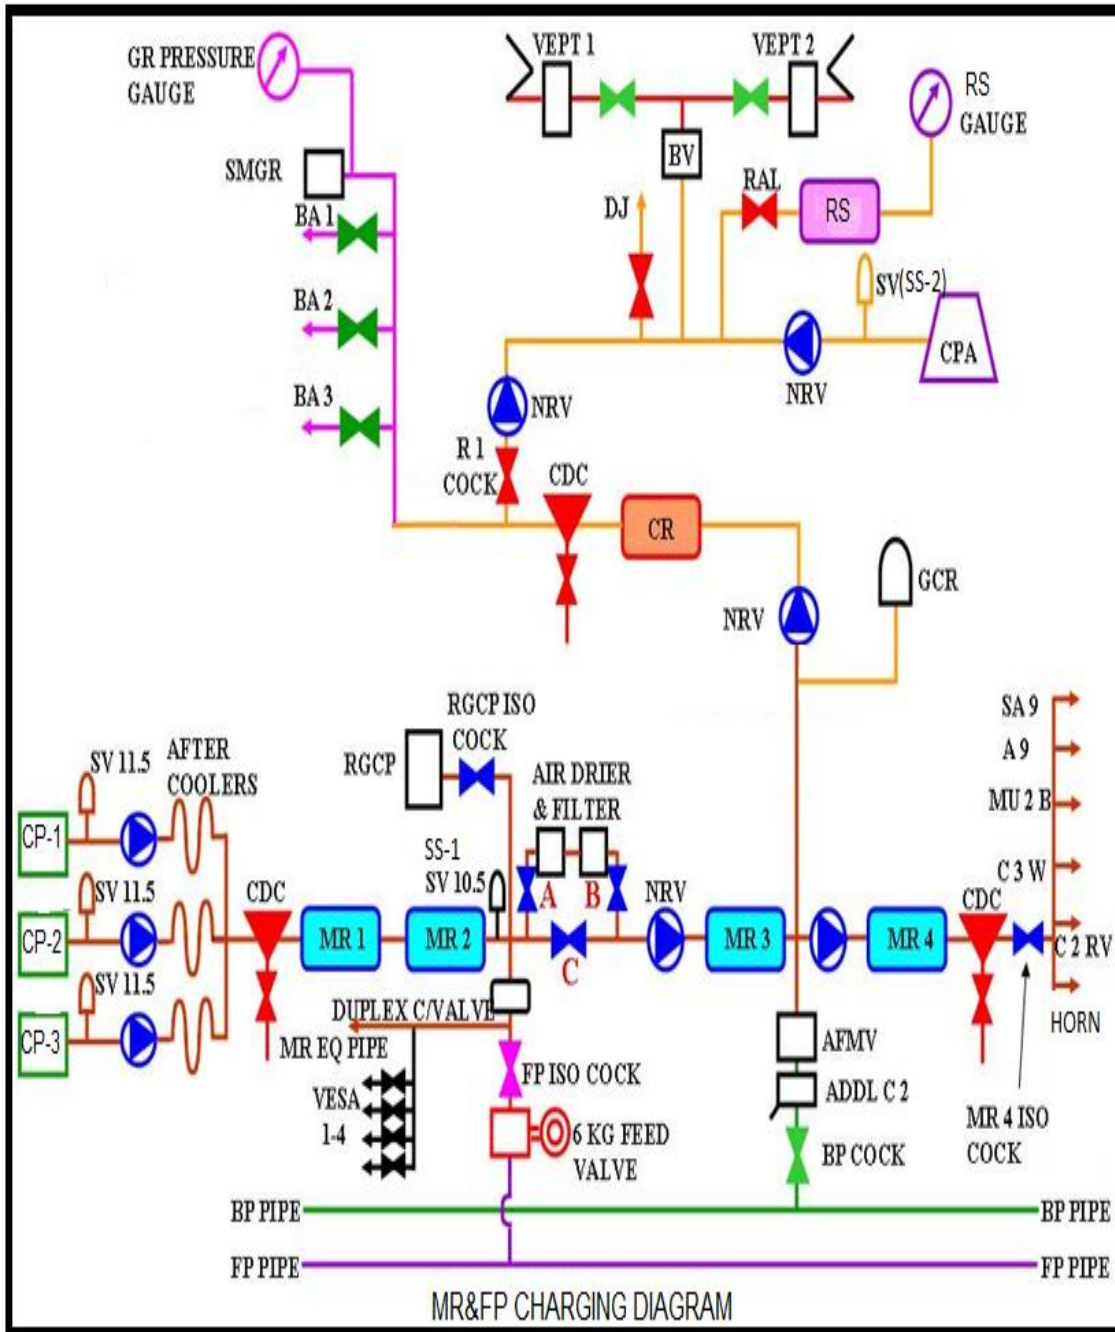 GR PRESSURE
GAUGE
VEPT 1
VEPT 2
RS
GAUGE
SMGR
BV
RAL
RS
DJ
BA 1
SV(SS-2)
BA 2
CPA
NRV
BA 3
NRV
R 1
COCK
CDC
CR
GCR
NRV
RGCP ISO
COCK
SA 9
AFTER
COOLERS
SV 11.5
RGCP
AIR DRIER
& FILTER
A 9
MU 2 B
CP-1
SS-1
SV 10.5
C 3 W
SV 11.5
CDC
A
B
NRV
CDC
CP-2
MR 1
MR 2
MR 3
MR 4
C 2 RV
C
SV 11.5
DUPLEX C/VALVE
HORN
CP-3
MR EQ PIPE
AFMV
FP ISO COCK
ADDL C 2
VESA
1-4
MR 4 ISO
COCK
6 KG FEED
VALVE
BP COCK
BP PIPE
BP PIPE
FP PIPE
FP PIPE
MR&FP CHARGING DIAGRAM